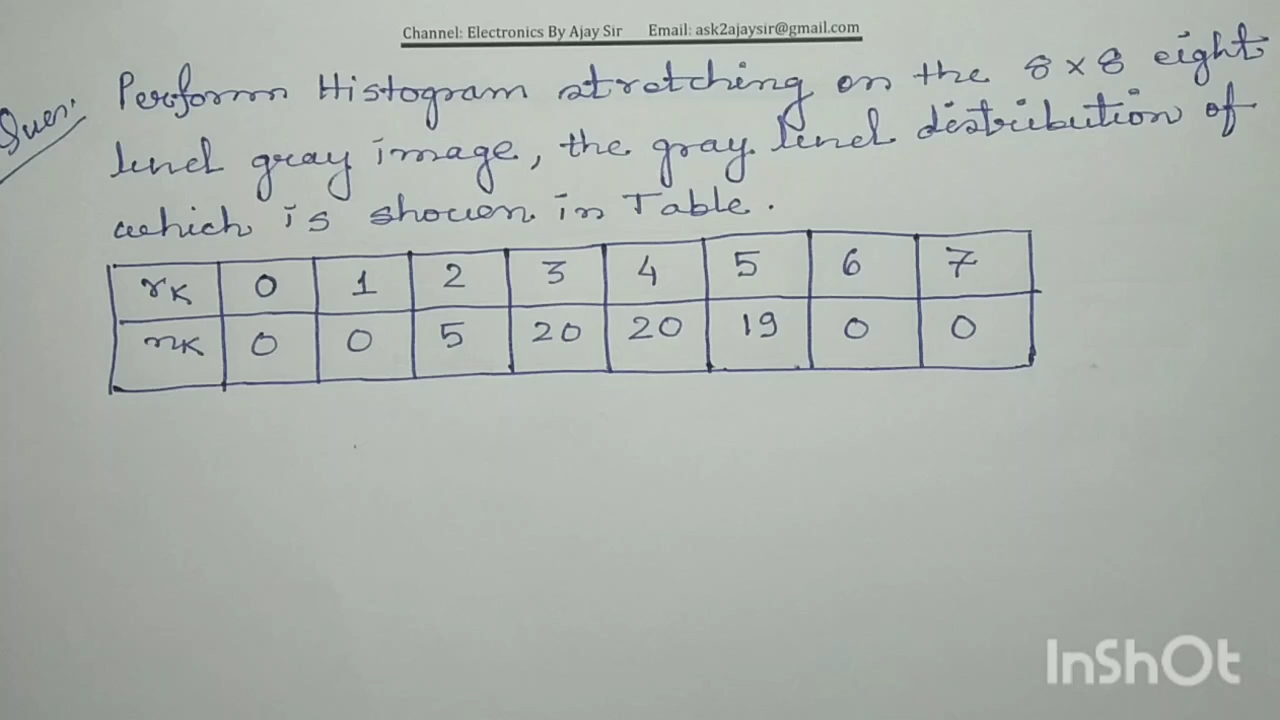 Channel: Electronics By Ajay Sir Email: ask2ajaysir@gmail.com
Ques:
Perform Histogram stretching on the 8 × 8 eight
level gray image, the gray level distribution of
which is shown in Table.
rK 0 1 2 3 4 5 6 7
nK 0 0 5 20 20 19 0 0
InShOt